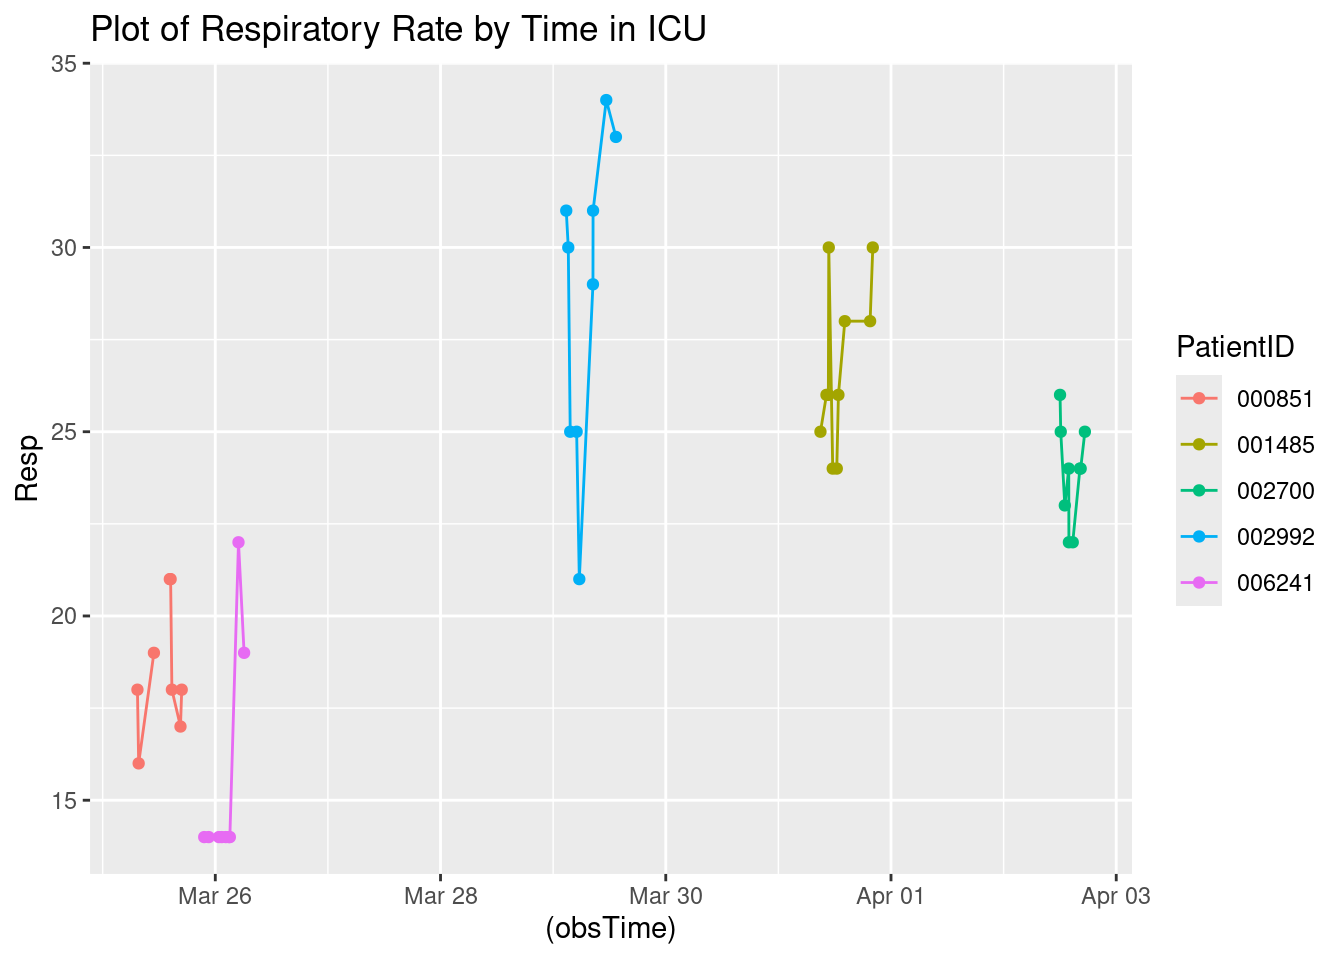 Plot of Respiratory Rate by Time in ICU
35
30
25
20
15
Resp
Mar 26
Mar 28
Mar 30
Apr 01
Apr 03
(obsTime)
PatientID
000851
001485
002700
002992
006241